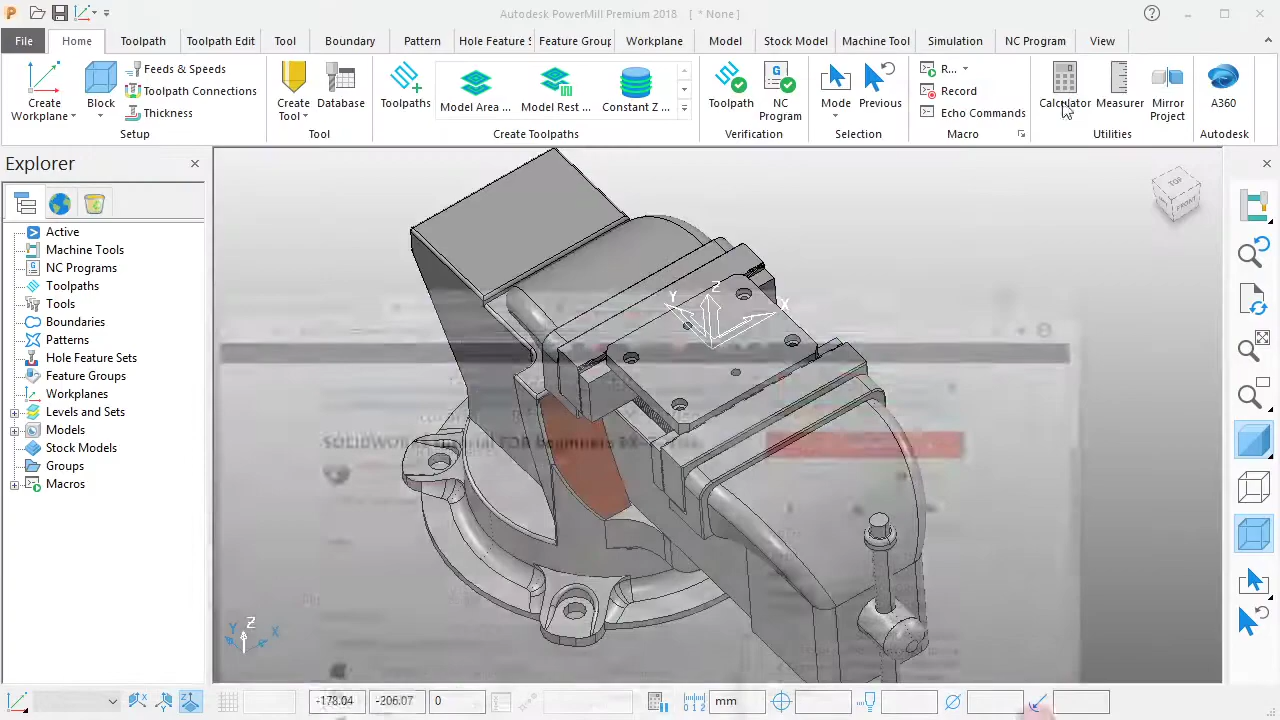 Autodesk PowerMill Premium 2018 [ * None ]
File Home Toolpath Toolpath Edit Tool Boundary Pattern Hole Feature S Feature Group Workplane Model Stock Model Machine Tool Simulation NC Program View
Create Workplane
Block
Feeds & Speeds
Toolpath Connections
Thickness
Setup
Create Tool
Database
Tool
Toolpaths
Model Area ...
Model Rest ...
Constant Z ...
Create Toolpaths
Toolpath
NC Program
Verification
Mode
Previous
Selection
R...
Record
Echo Commands
Macro
Calculator
Measurer
Mirror Project
Utilities
A360
Autodesk
Explorer
Active
Machine Tools
NC Programs
Toolpaths
Tools
Boundaries
Patterns
Hole Feature Sets
Feature Groups
Workplanes
Levels and Sets
Models
Stock Models
Groups
Macros
TOP
FRONT
Z
Y
X
SOLIDWOR
FOR beginners
Z
Y
X
-178.04 -206.07 0 mm